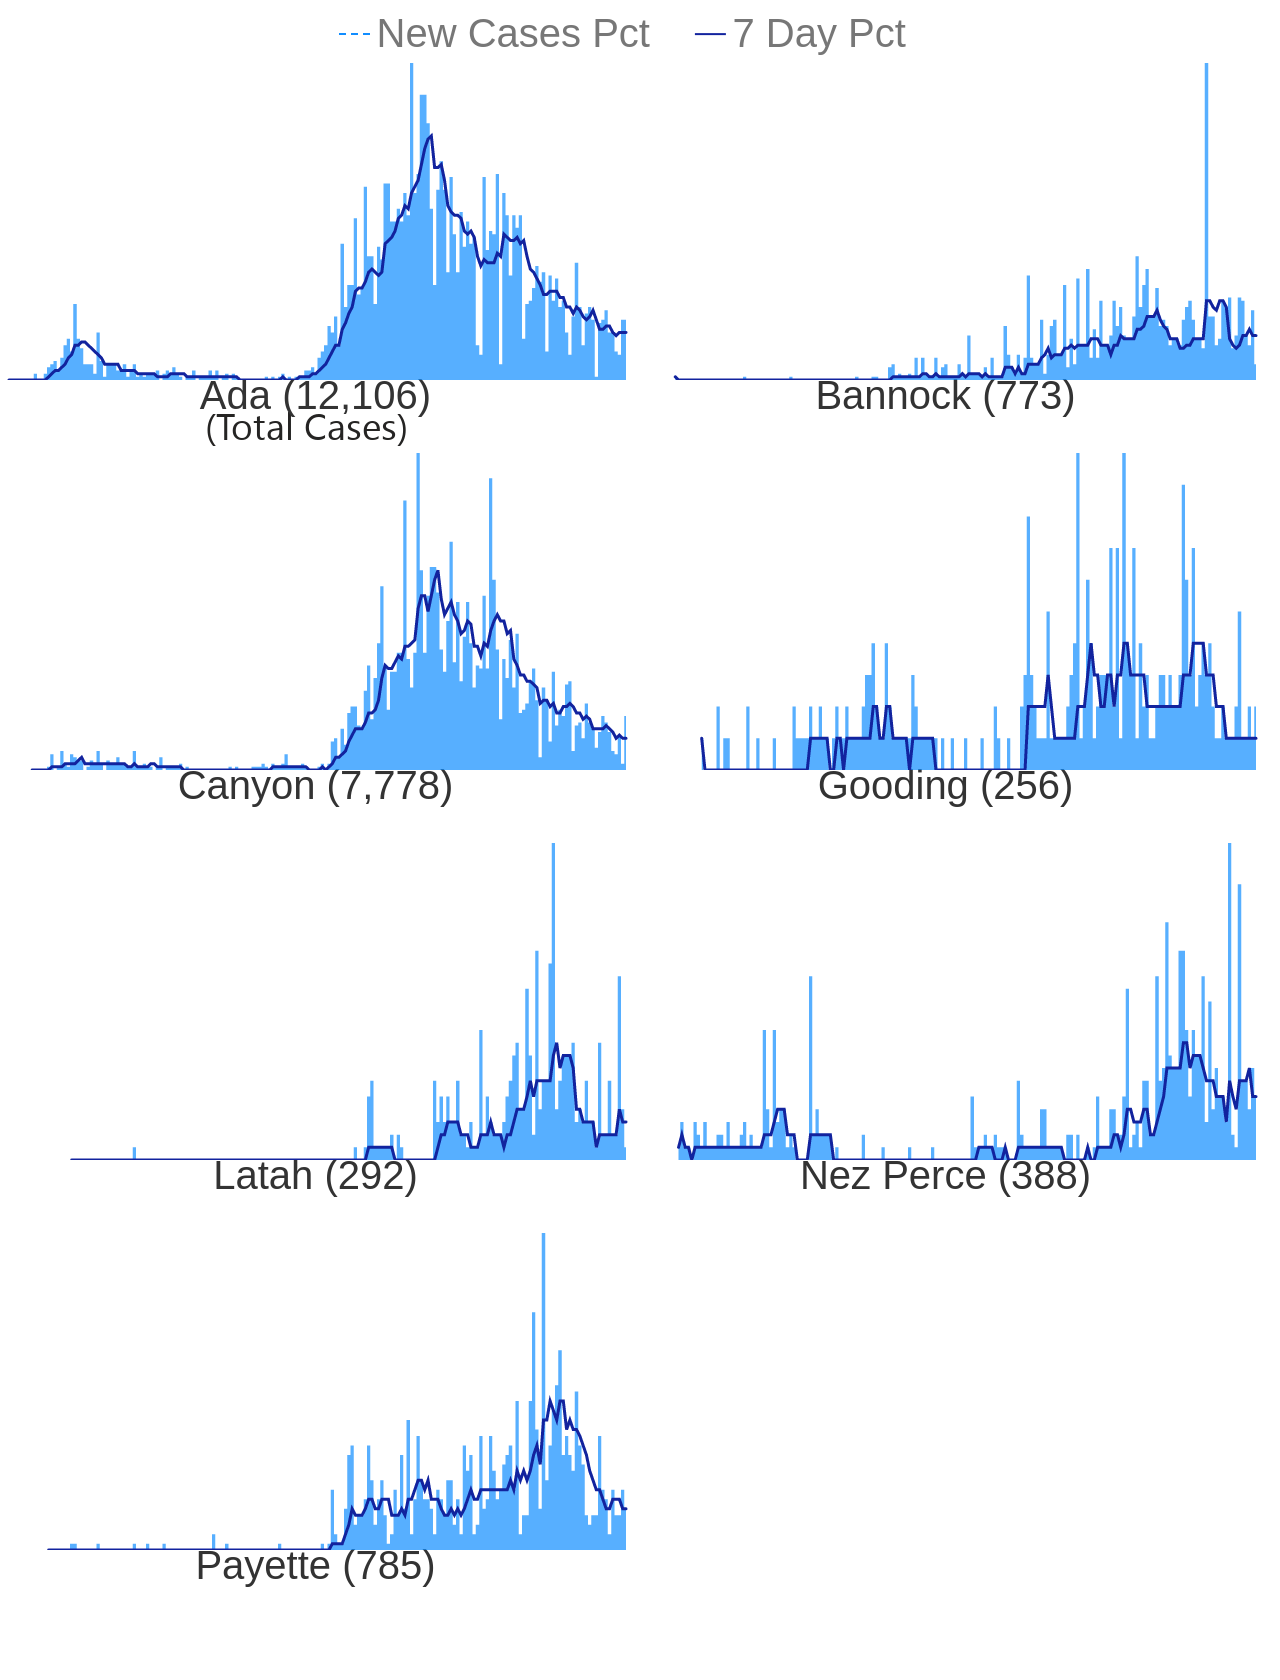 New Cases Pct 7 Day Pct
Ada (12,106) Bannock (773)
(Total Cases)
Canyon (7,778) Gooding (256)
Latah (292) Nez Perce (388)
Payette (785)